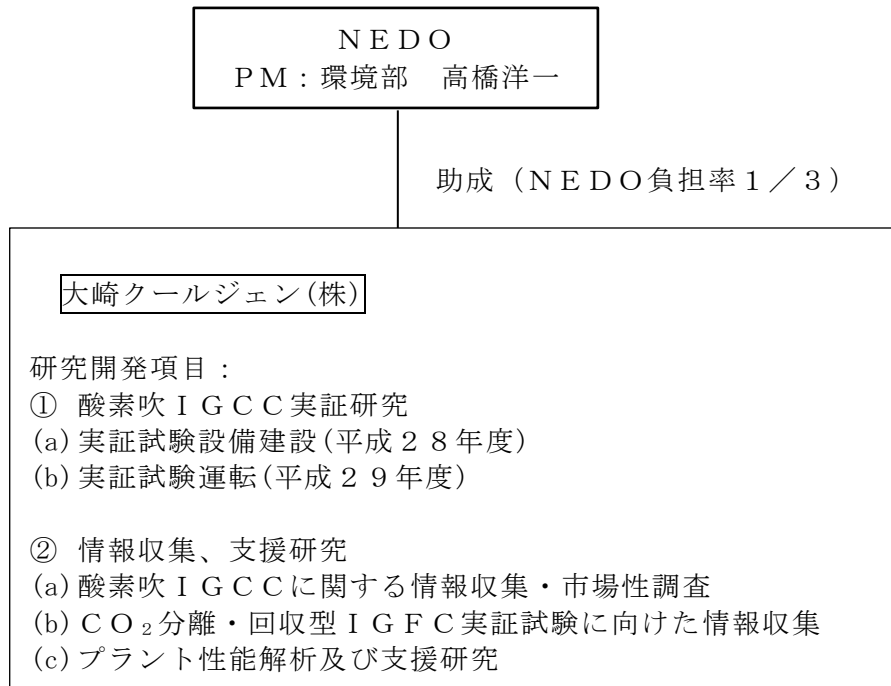 ＮＥＤＯ
ＰＭ：環境部　高橋洋一
助成（ＮＥＤＯ負担率１／３）
大崎クールジェン(株)
研究開発項目：
① 酸素吹ＩＧＣＣ実証研究
(a)実証試験設備建設(平成２８年度)
(b)実証試験運転(平成２９年度)
② 情報収集、支援研究
(a)酸素吹ＩＧＣＣに関する情報収集・市場性調査
(b)ＣＯ₂分離・回収型ＩＧＦＣ実証試験に向けた情報収集
(c)プラント性能解析及び支援研究